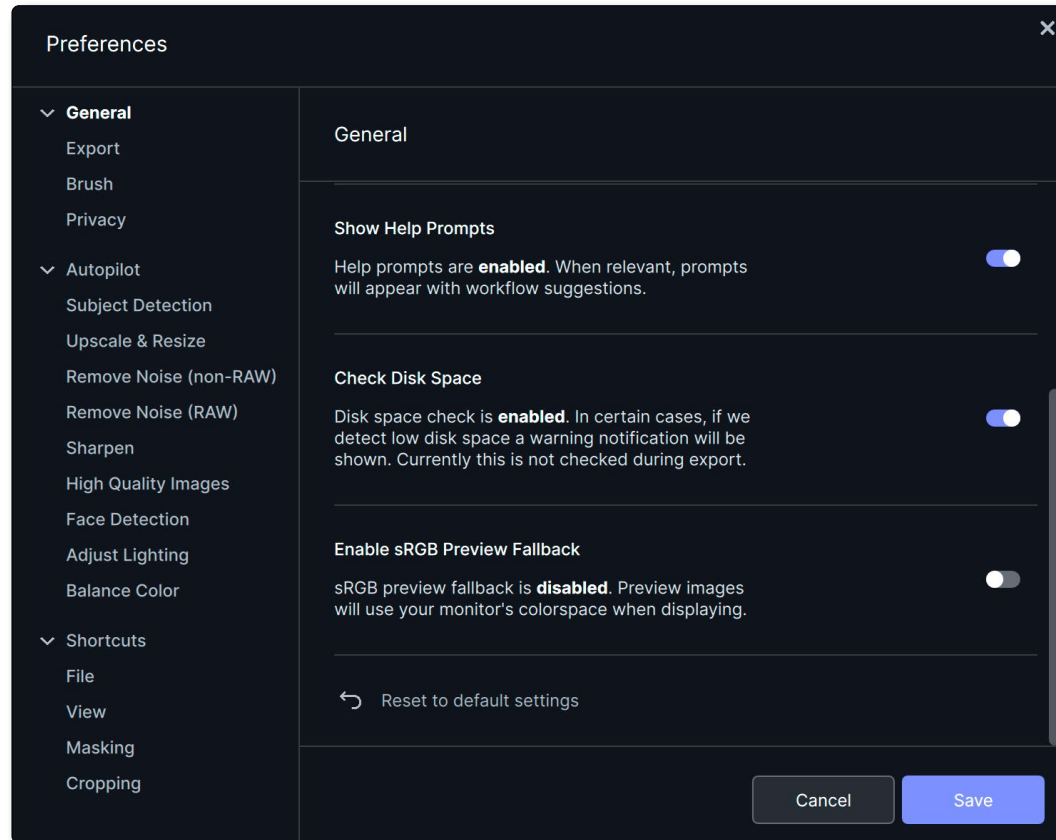 Preferences
General
Export
Brush
Privacy
Autopilot
Subject Detection
Upscale & Resize
Remove Noise (non-RAW)
Remove Noise (RAW)
Sharpen
High Quality Images
Face Detection
Adjust Lighting
Balance Color
Shortcuts
File
View
Masking
Cropping
General
Show Help Prompts
Help prompts are enabled. When relevant, prompts
will appear with workflow suggestions.
Check Disk Space
Disk space check is enabled. In certain cases, if we
detect low disk space a warning notification will be
shown. Currently this is not checked during export.
Enable sRGB Preview Fallback
sRGB preview fallback is disabled. Preview images
will use your monitor's colorspace when displaying.
Reset to default settings
Cancel
Save